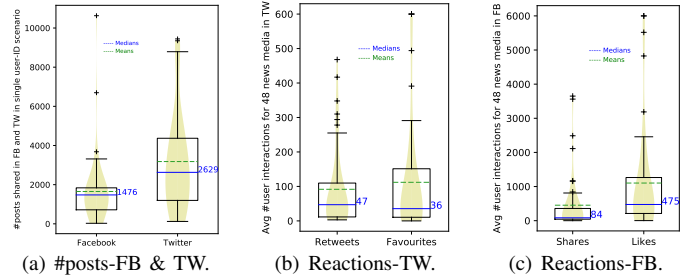 #posts shared in FB and TW in single user-ID scenario
10000
8000
6000
4000
2000
0
Medians
Means
1476
2629
Facebook
Twitter
(a) #posts-FB & TW.
Avg #user interactions for 48 news media in TW
600
500
400
300
200
100
0
Medians
Means
47
36
Retweets
Favourites
(b) Reactions-TW.
Avg #user interactions for 48 news media in FB
6000
5000
4000
3000
2000
1000
0
Medians
Means
84
475
Shares
Likes
(c) Reactions-FB.